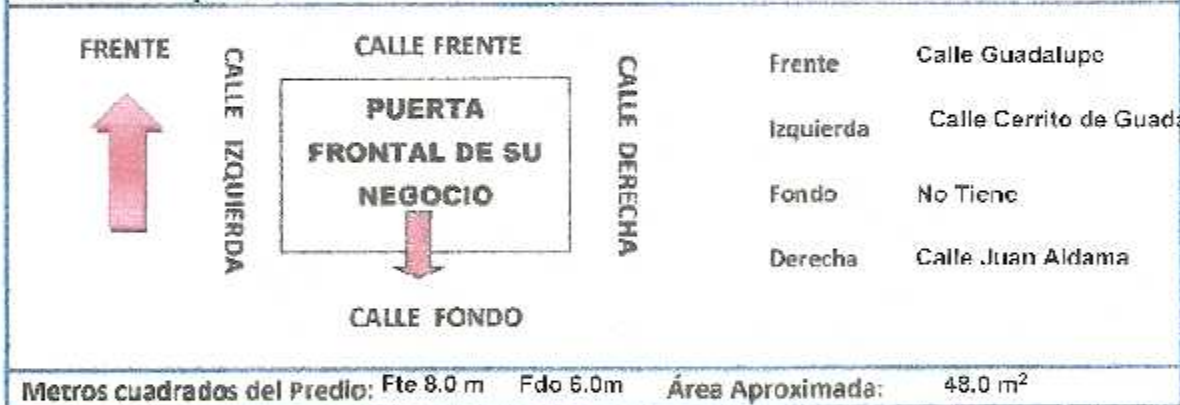 FRENTE
CALLE IZQUIERDA
CALLE FRENTE
PUERTA
FRONTAL DE SU
NEGOCIO
CALLE DERECHA
CALLE FONDO
Frente Calle Guadalupe
Izquierda Calle Cerrito de Guada
Fondo No Tiene
Derecha Calle Juan Aldama
Metros cuadrados del Predio: Fte 8.0 m Fdo 6.0m Área Aproximada: 48.0 m²